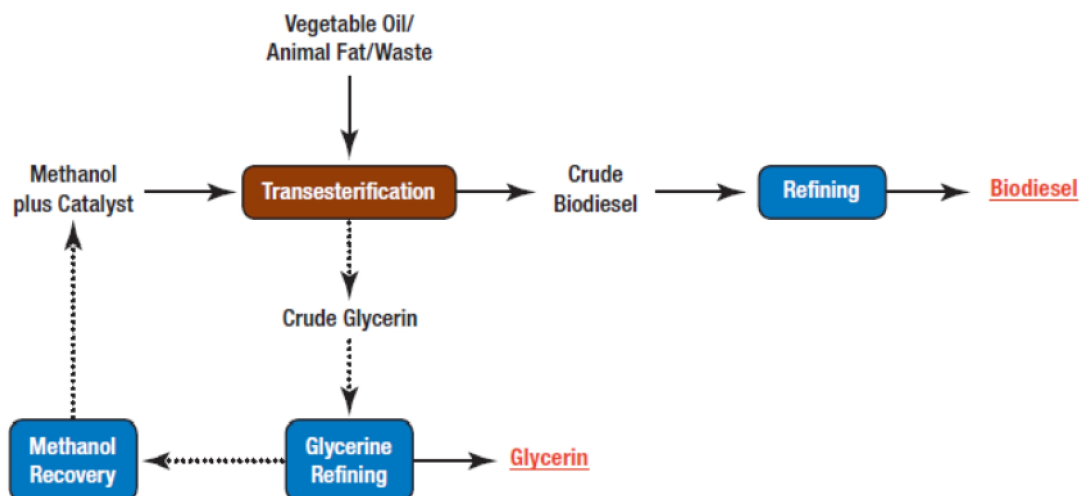 Vegetable Oil/
Animal Fat/Waste
Methanol
plus Catalyst
Transesterification
Crude
Biodiesel
Refining
Biodiesel
Crude Glycerin
Methanol
Recovery
Glycerine
Refining
Glycerin